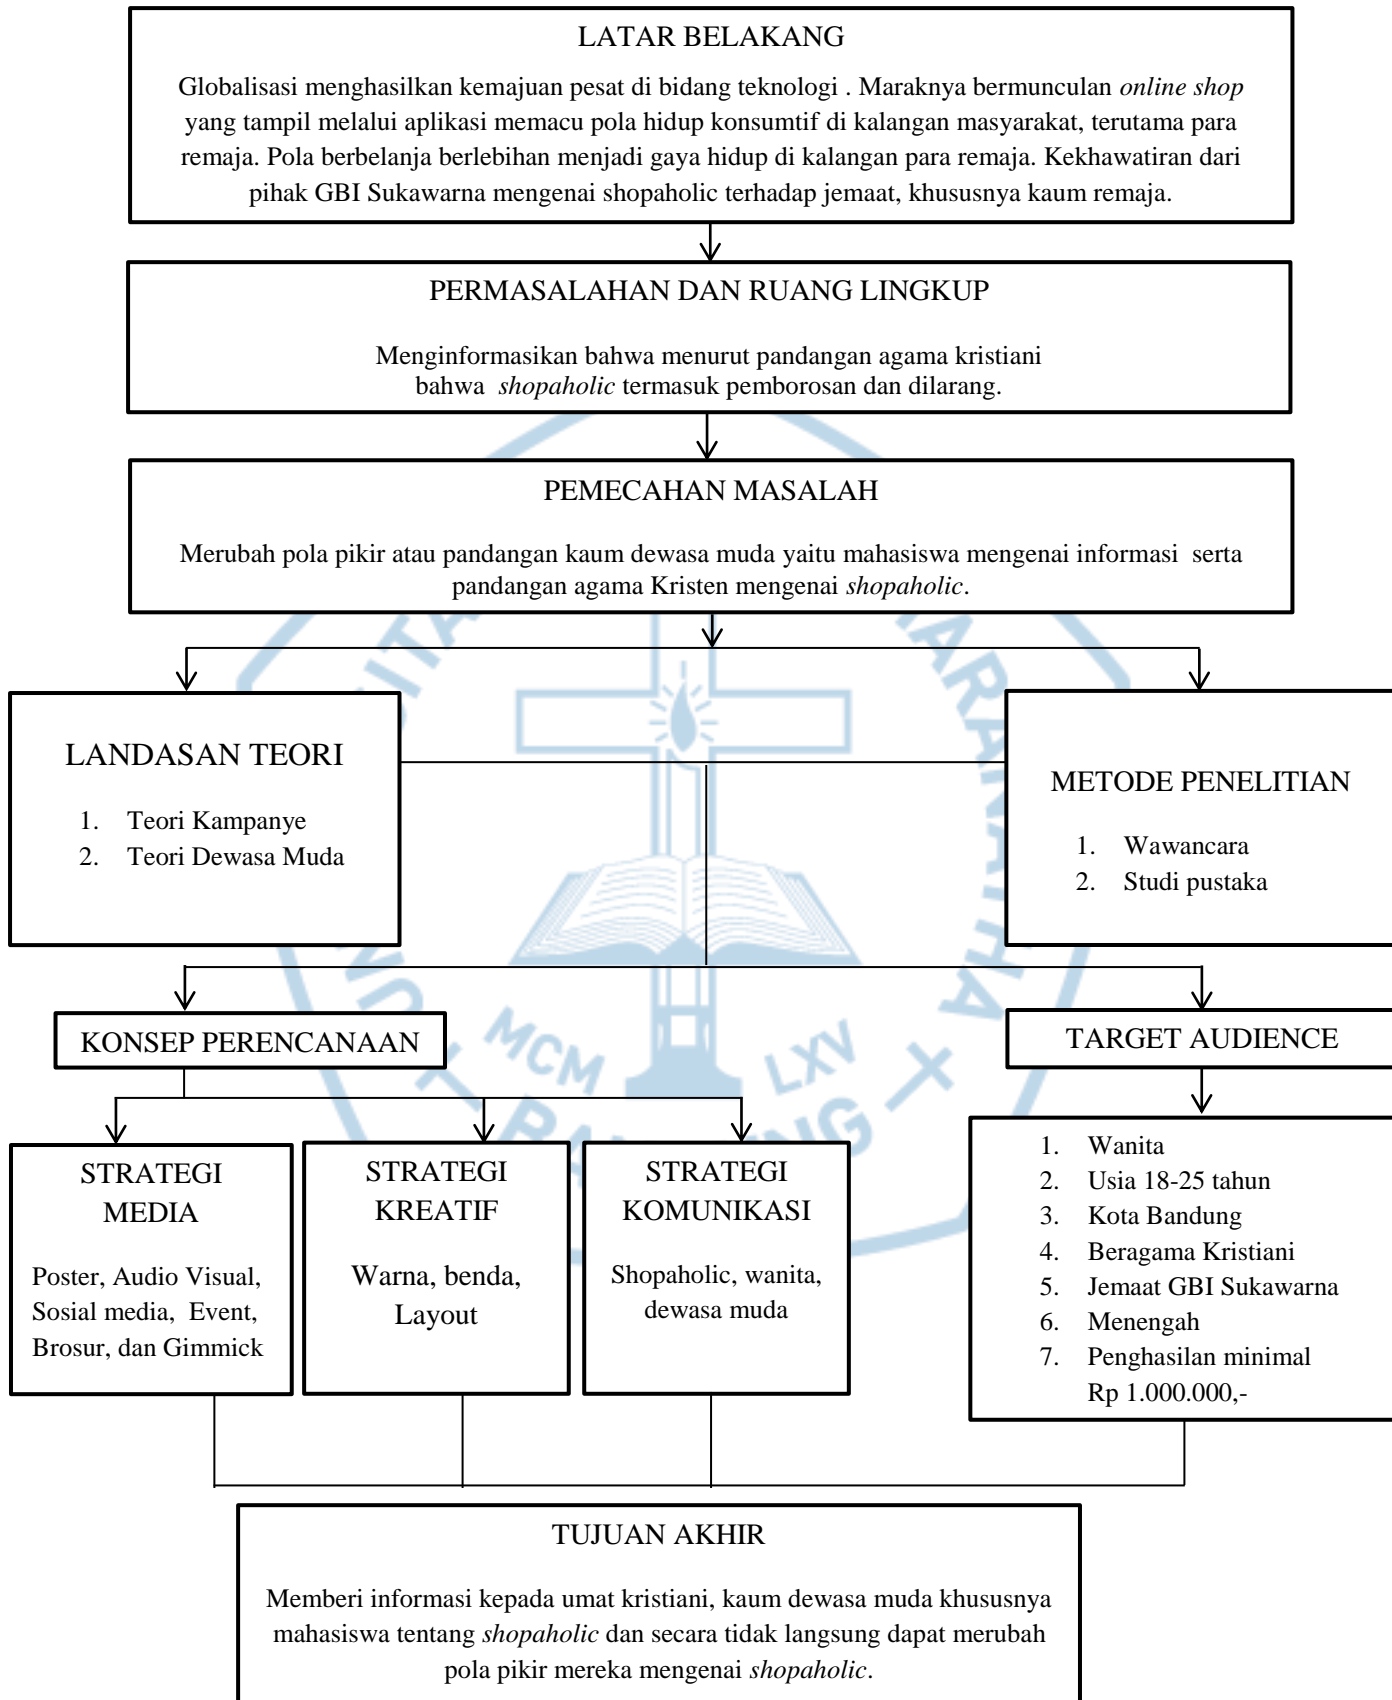 LATAR BELAKANG
Globalisasi menghasilkan kemajuan pesat di bidang teknologi . Maraknya bermunculan online shop
yang tampil melalui aplikasi memacu pola hidup konsumtif di kalangan masyarakat, terutama para
remaja. Pola berbelanja berlebihan menjadi gaya hidup di kalangan para remaja. Kekhawatiran dari
pihak GBI Sukawarna mengenai shopaholic terhadap jemaat, khususnya kaum remaja.
PERMASALAHAN DAN RUANG LINGKUP
Menginformasikan bahwa menurut pandangan agama kristiani
bahwa shopaholic termasuk pemborosan dan dilarang.
PEMECAHAN MASALAH
Merubah pola pikir atau pandangan kaum dewasa muda yaitu mahasiswa mengenai informasi serta
pandangan agama Kristen mengenai shopaholic.
LANDASAN TEORI
1. Teori Kampanye
2. Teori Dewasa Muda
METODE PENELITIAN
1. Wawancara
2. Studi pustaka
KONSEP PERENCANAAN
TARGET AUDIENCE
STRATEGI
MEDIA
Poster, Audio Visual,
Sosial media, Event,
Brosur, dan Gimmick
STRATEGI
KREATIF
Warna, benda,
Layout
STRATEGI
KOMUNIKASI
Shopaholic, wanita,
dewasa muda
1. Wanita
2. Usia 18-25 tahun
3. Kota Bandung
4. Beragama Kristiani
5. Jemaat GBI Sukawarna
6. Menengah
7. Penghasilan minimal
Rp 1.000.000,-
TUJUAN AKHIR
Memberi informasi kepada umat kristiani, kaum dewasa muda khususnya
mahasiswa tentang shopaholic dan secara tidak langsung dapat merubah
pola pikir mereka mengenai shopaholic.
MCM
LXV